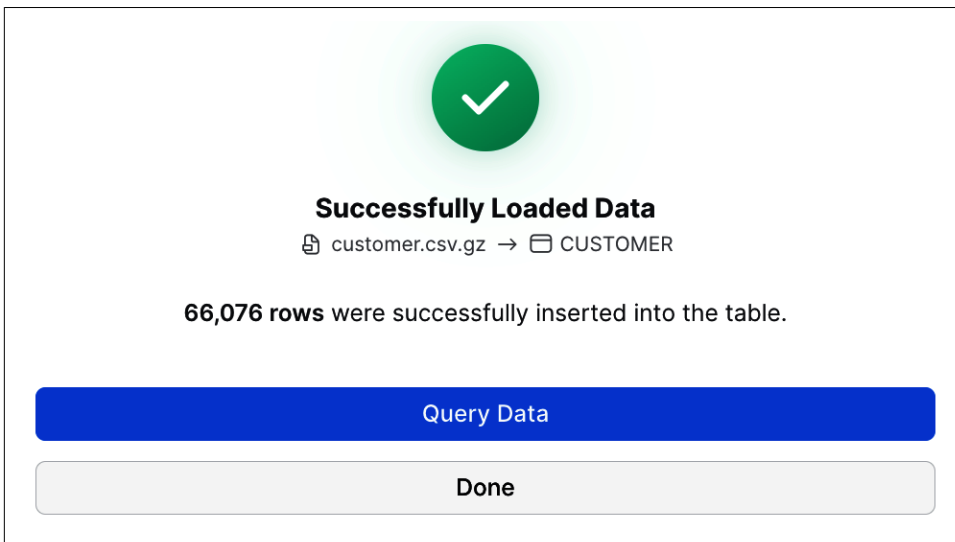 Successfully Loaded Data
customer.csv.gz → CUSTOMER
66,076 rows were successfully inserted into the table.
Query Data
Done